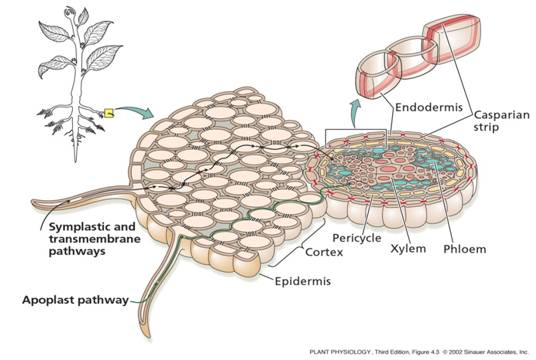 Endodermis
Casparian
strip
Symplastic and
transmembrane
pathways
Pericycle
Xylem
Phloem
Cortex
Epidermis
Apoplast pathway
PLANT PHYSIOLOGY, Third Edition, Figure 4.3 © 2002 Sinauer Associates, Inc.